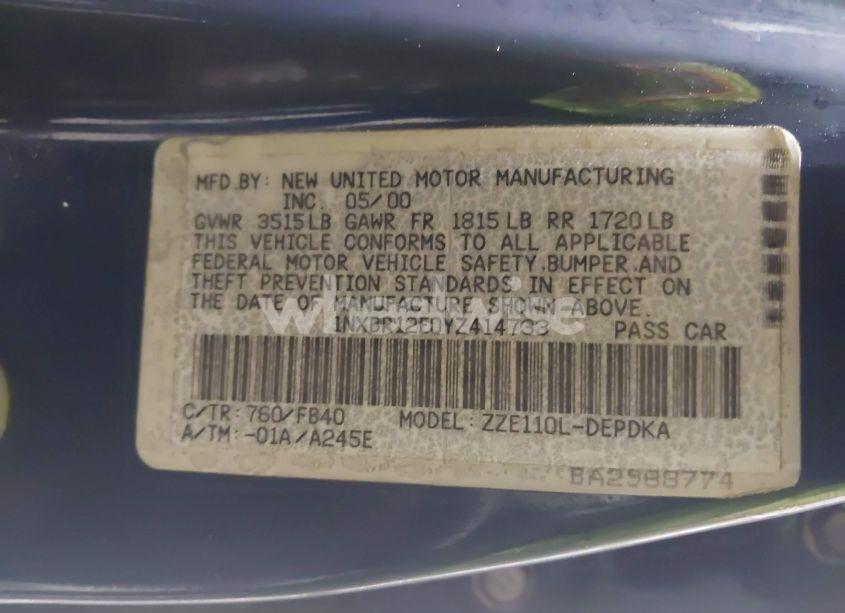 MFD.BY: NEW UNITED MOTOR MANUFACTURING
INC. 05/00
GVWR 3515LB GAWR FR 1815LB RR 1720LB
THIS VEHICLE CONFORMS TO ALL APPLICABLE
FEDERAL MOTOR VEHICLE SAFETY,BUMPER,AND
THEFT PREVENTION STANDARDS IN EFFECT ON
THE DATE OF MANUFACTURE SHOWN ABOVE.
1NXBR12E0YZ414733 PASS CAR
C/TR: 760/FB40 MODEL: ZZE110L-DEPDKA
A/TM: -01A/A245E
BA2988774